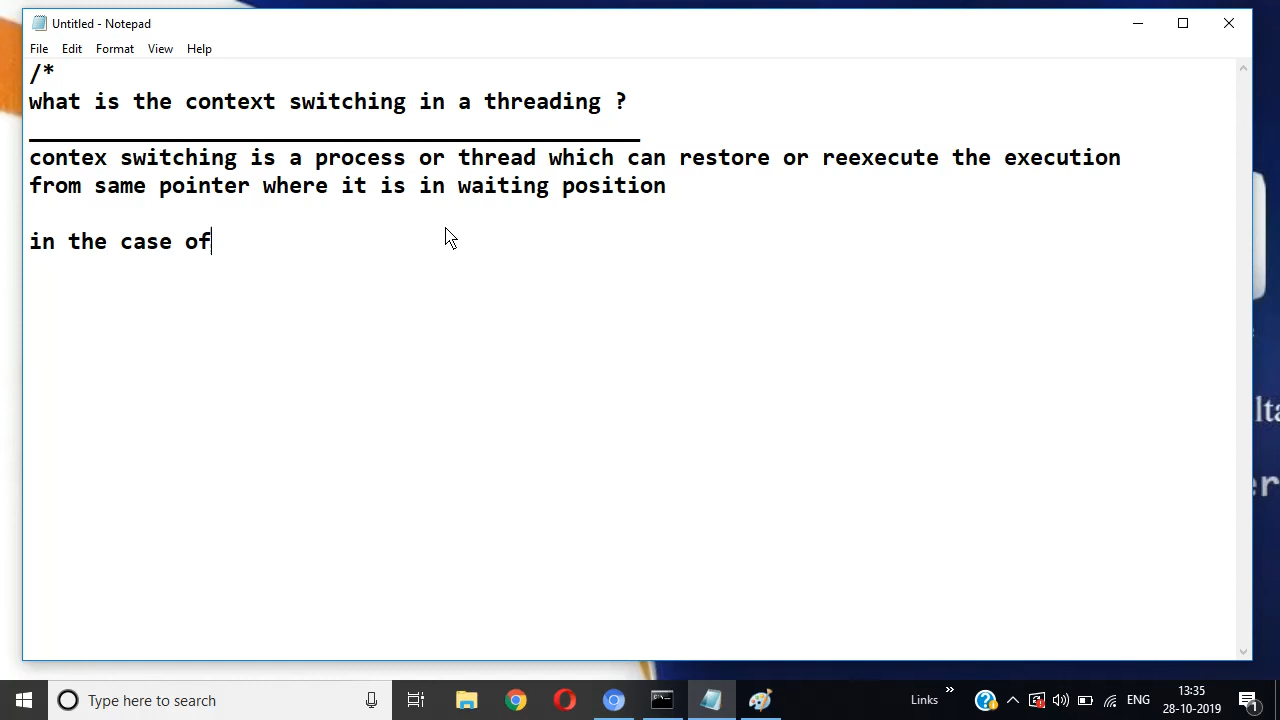 Untitled - Notepad
File Edit Format View Help
/*
what is the context switching in a threading ?
contex switching is a process or thread which can restore or reexecute the execution
from same pointer where it is in waiting position
in the case of
Type here to search
Links
ENG
13:35
28-10-2019
1